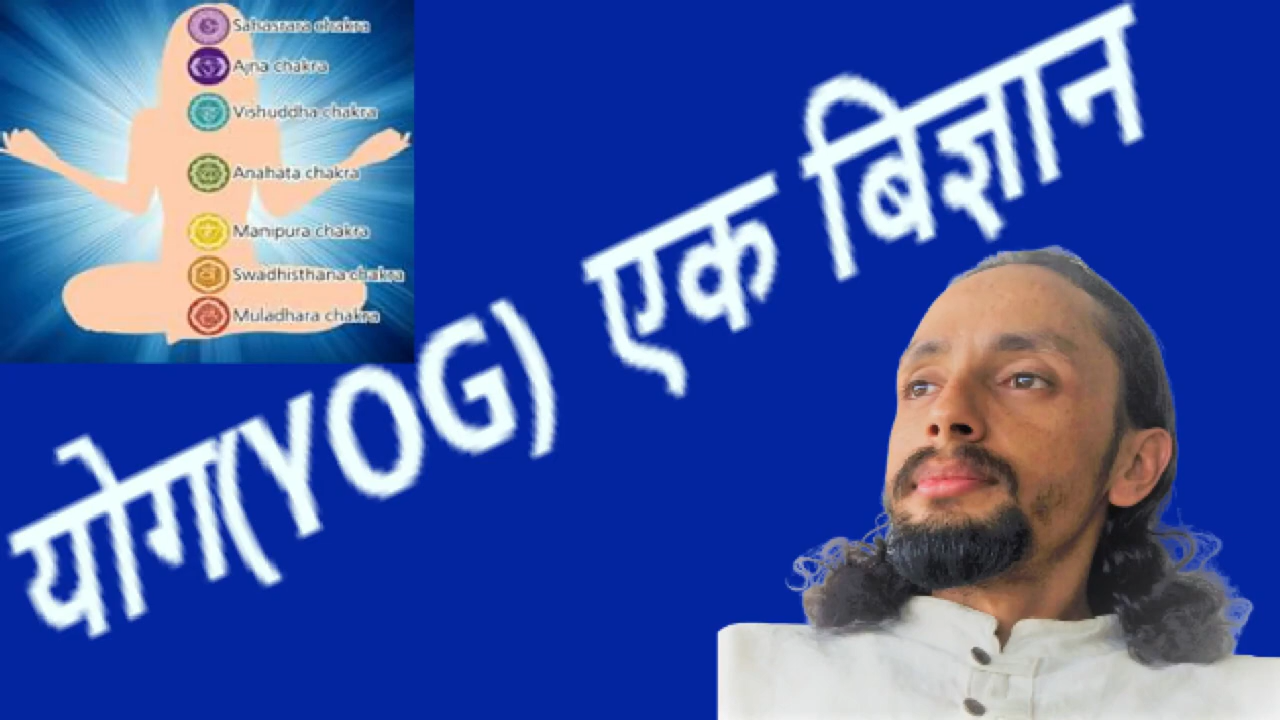 Sahasrara chakra
Ajna chakra
Vishuddha chakra
Anahata chakra
Manipura chakra
Swadhisthana chakra
Muladhara chakra
योग(YOG) एक बिज्ञान